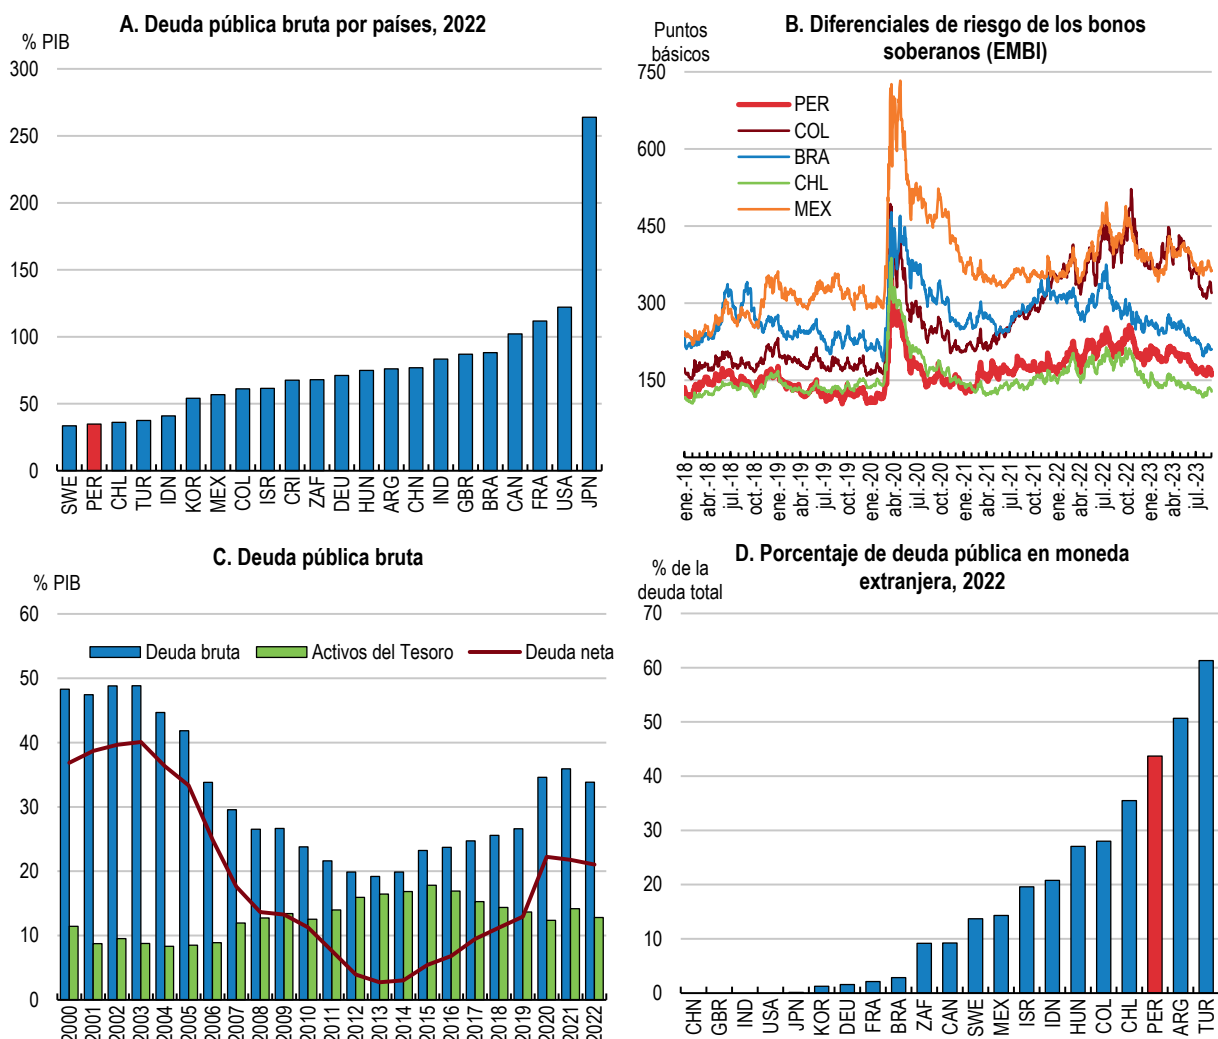 A. Deuda pública bruta por países, 2022
% PIB
300
250
200
150
100
50
0
SWE
PER
CHL
TUR
IDN
KOR
MEX
COL
ISR
CRI
ZAF
DEU
HUN
ARG
CHN
IND
GBR
BRA
CAN
FRA
USA
JPN
B. Diferenciales de riesgo de los bonos
soberanos (EMBI)
Puntos
básicos
750
600
450
300
150
PER
COL
BRA
CHL
MEX
ene.-18
abr.-18
jul.-18
oct.-18
ene.-19
abr.-19
jul.-19
oct.-19
ene.-20
abr.-20
jul.-20
oct.-20
ene.-21
abr.-21
jul.-21
oct.-21
ene.-22
abr.-22
jul.-22
oct.-22
ene.-23
abr.-23
jul.-23
C. Deuda pública bruta
% PIB
60
50
40
30
20
10
0
Deuda bruta
Activos del Tesoro
Deuda neta
2000
2001
2002
2003
2004
2005
2006
2007
2008
2009
2010
2011
2012
2013
2014
2015
2016
2017
2018
2019
2020
2021
2022
D. Porcentaje de deuda pública en moneda
extranjera, 2022
% de la
deuda total
70
60
50
40
30
20
10
0
CHN
GBR
IND
USA
JPN
KOR
DEU
FRA
BRA
ZAF
CAN
SWE
MEX
ISR
IDN
HUN
COL
CHL
PER
ARG
TUR